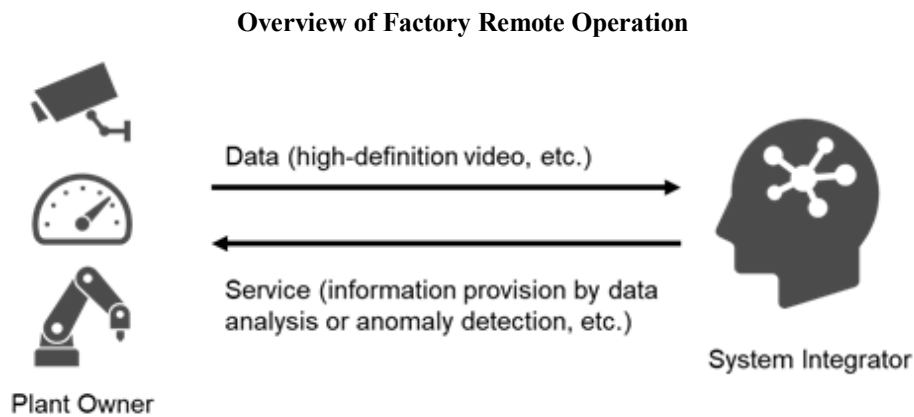 Overview of Factory Remote Operation
Data (high-definition video, etc.)
Service (information provision by data
analysis or anomaly detection, etc.)
System Integrator
Plant Owner